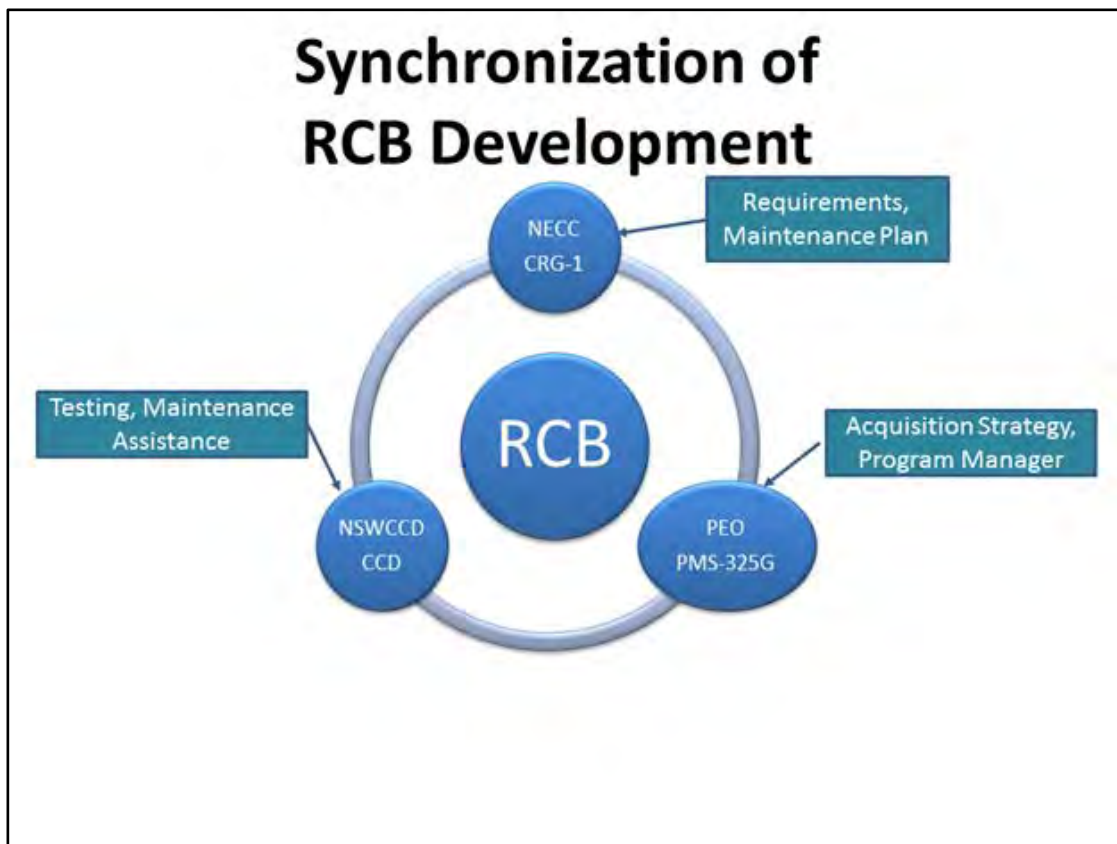 Synchronization of
RCB Development
NECC
CRG-1
Requirements,
Maintenance Plan
Testing, Maintenance
Assistance
RCB
Acquisition Strategy,
Program Manager
NSWCCD
CCD
PEO
PMS-325G